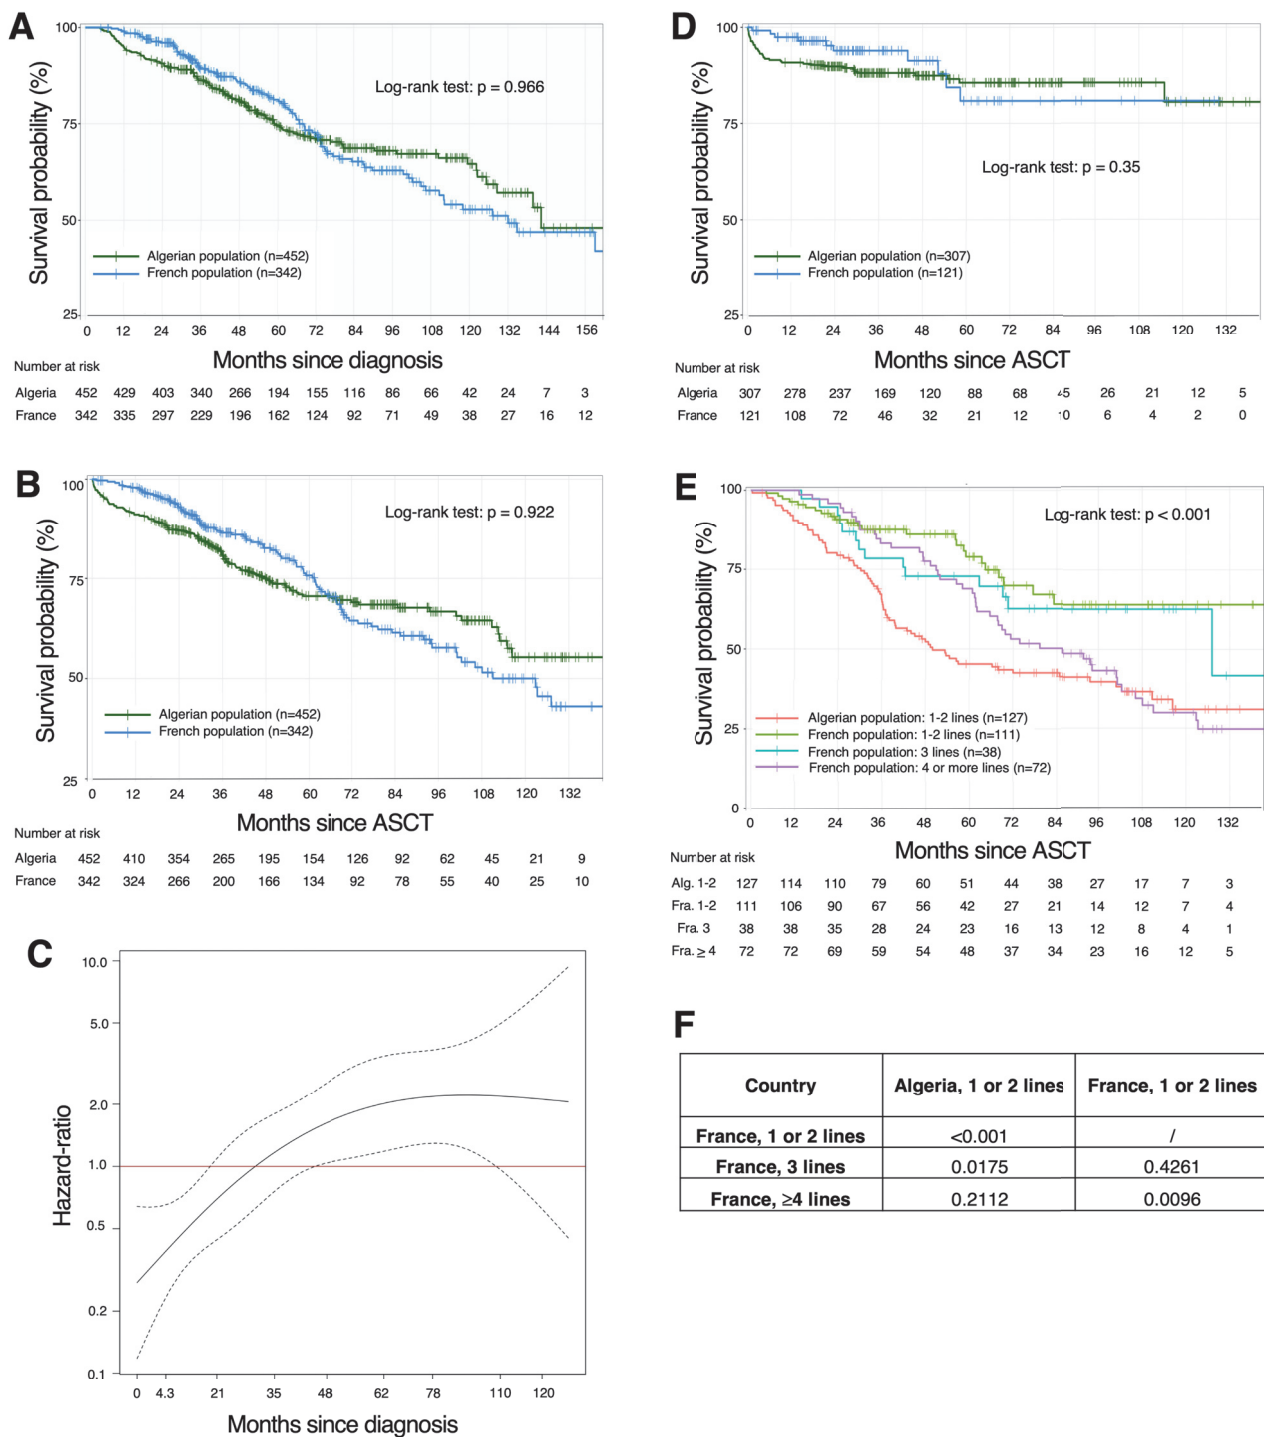 A
100
75
50
25
Survival probability (%)
Log-rank test: p = 0.966
Algerian population (n=452)
French population (n=342)
0 12 24 36 48 60 72 84 96 108 120 132 144 156
Months since diagnosis
Number at risk
Algeria 452 429 403 340 266 194 155 116 86 66 42 24 7 3
France 342 335 297 229 196 162 124 92 71 49 38 27 16 12
B
100
75
50
25
Survival probability (%)
Log-rank test: p = 0.922
Algerian population (n=452)
French population (n=342)
0 12 24 36 48 60 72 84 96 108 120 132
Months since ASCT
Number at risk
Algeria 452 410 354 265 195 154 126 92 62 45 21 9
France 342 324 266 200 166 134 92 78 55 40 25 10
C
10.0
5.0
2.0
1.0
0.5
0.2
0.1
Hazard-ratio
0 4.3 21 35 48 62 78 110 120
Months since diagnosis
D
100
75
50
25
Survival probability (%)
Log-rank test: p = 0.35
Algerian population (n=307)
French population (n=121)
0 12 24 36 48 60 72 84 96 108 120 132
Months since ASCT
Number at risk
Algeria 307 278 237 169 120 88 68 45 26 21 12 5
France 121 108 72 46 32 21 12 0 6 4 2 0
E
100
75
50
25
0
Survival probability (%)
Log-rank test: p < 0.001
Algerian population: 1-2 lines (n=127)
French population: 1-2 lines (n=111)
French population: 3 lines (n=38)
French population: 4 or more lines (n=72)
0 12 24 36 48 60 72 84 96 108 120 132
Months since ASCT
Number at risk
Alg. 1-2 127 114 110 79 60 51 44 38 27 17 7 3
Fra. 1-2 111 106 90 67 56 42 27 21 14 12 7 4
Fra. 3 38 38 35 28 24 23 16 13 12 8 4 1
Fra. ≥ 4 72 72 69 59 54 48 37 34 23 16 12 5
F
Country Algeria, 1 or 2 lines France, 1 or 2 lines
France, 1 or 2 lines <0.001 /
France, 3 lines 0.0175 0.4261
France, ≥4 lines 0.2112 0.0096